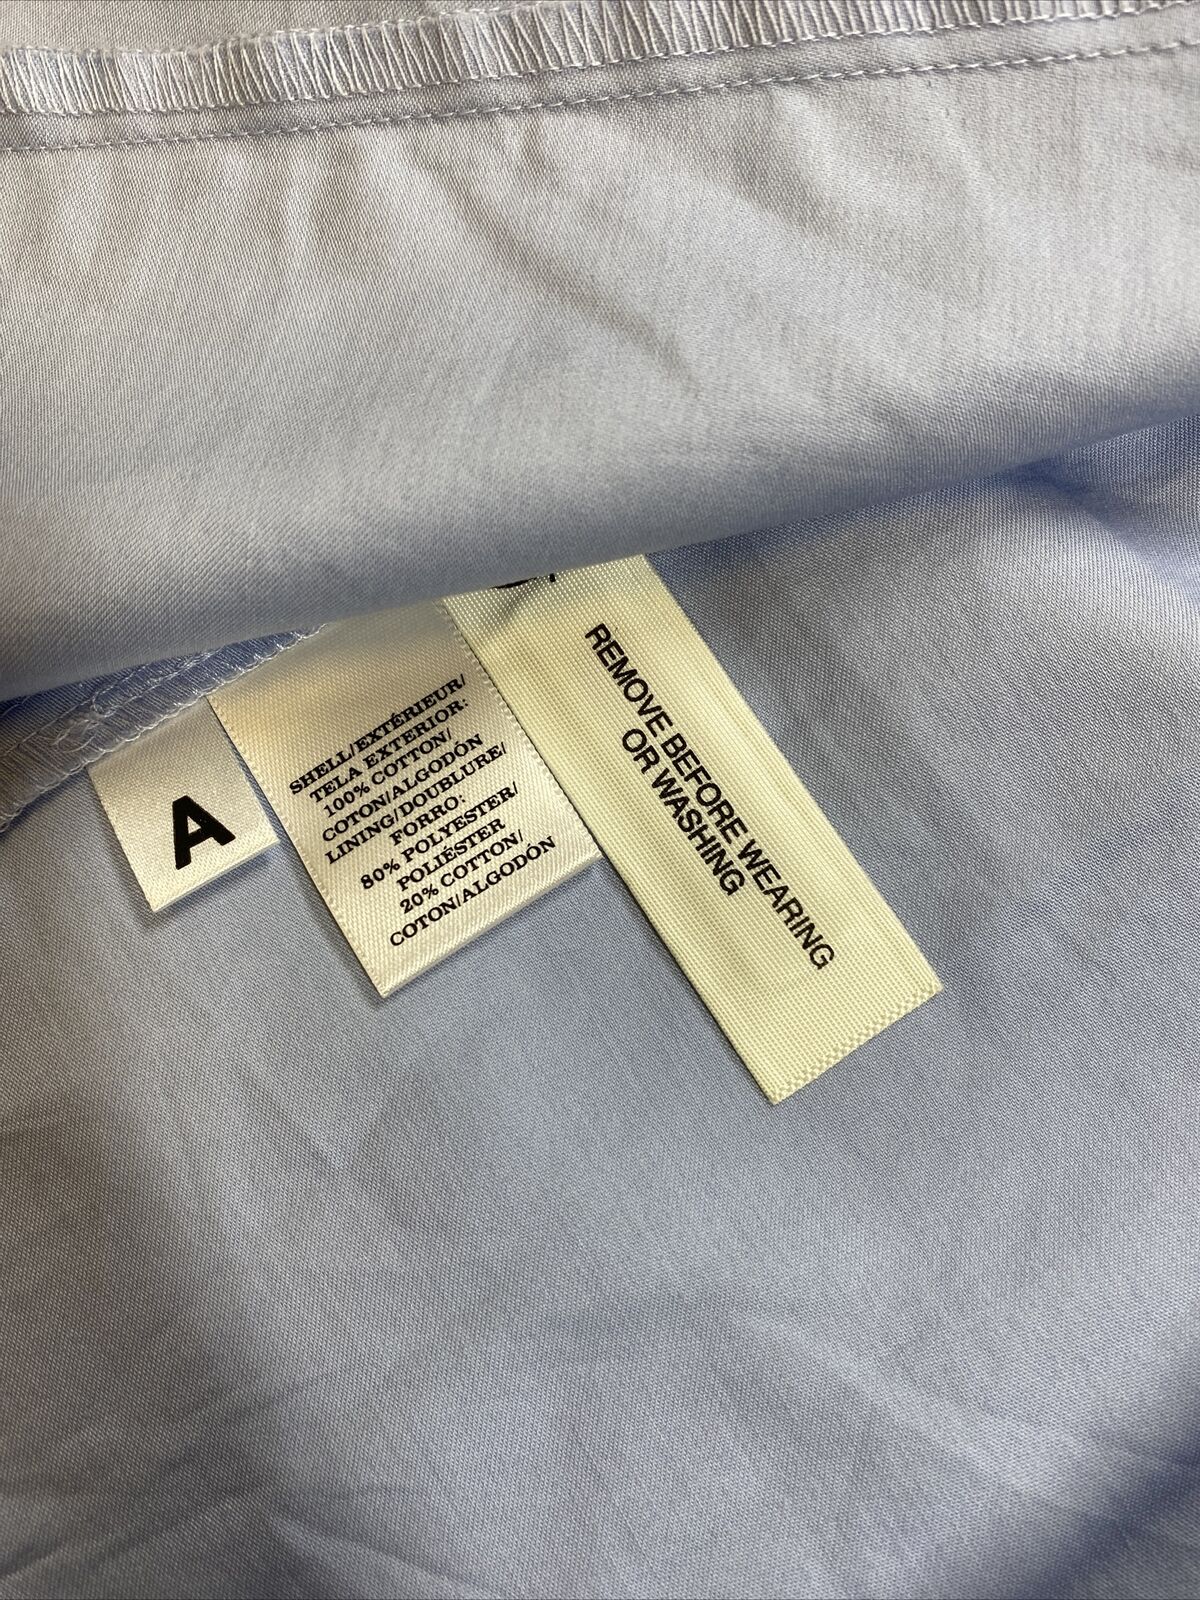 A
SHELL/EXTÉRIEUR/
TELA EXTERIOR:
100% COTTON/
COTON/ALGODÓN
LINING/DOUBLURE/
FORRO:
80% POLYESTER/
POLIÉSTER
20% COTTON/
COTON/ALGODÓN
REMOVE BEFORE WEARING
OR WASHING